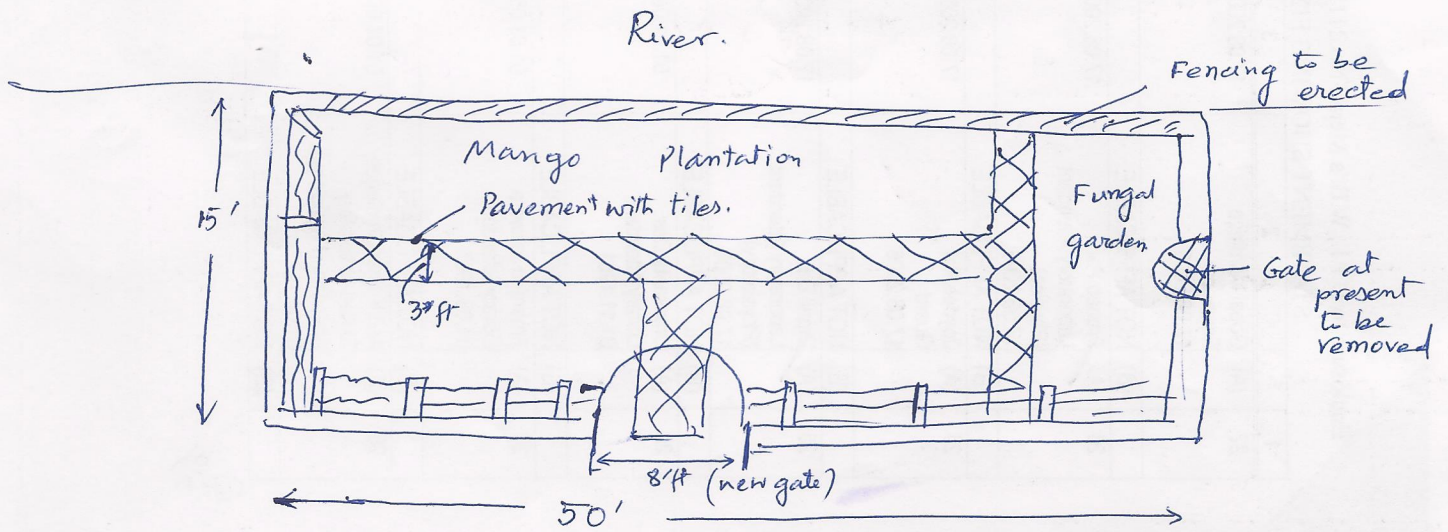 River.
Fencing to be
erected
Mango Plantation
15'
Pavement with tiles.
Fungal
garden
Gate at
present
to be
removed
3" ft
8'ft (new gate)
50'